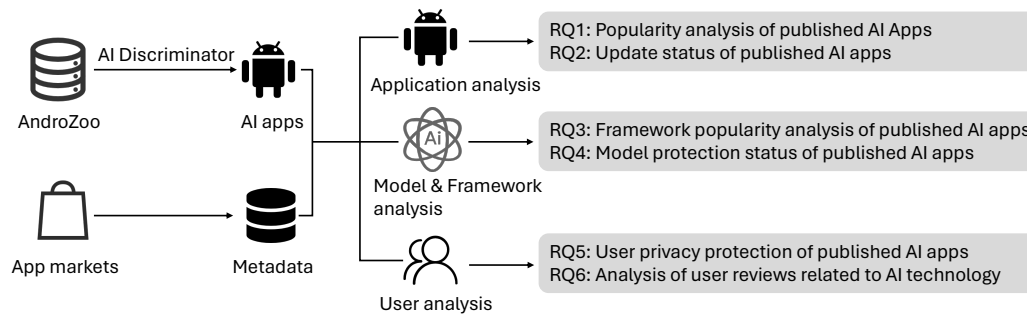 AI Discriminator
AndroZoo
AI apps
App markets
Metadata
Application analysis
Ai
Model & Framework
analysis
User analysis
RQ1: Popularity analysis of published AI Apps
RQ2: Update status of published AI apps
RQ3: Framework popularity analysis of published AI apps
RQ4: Model protection status of published AI apps
RQ5: User privacy protection of published AI apps
RQ6: Analysis of user reviews related to AI technology